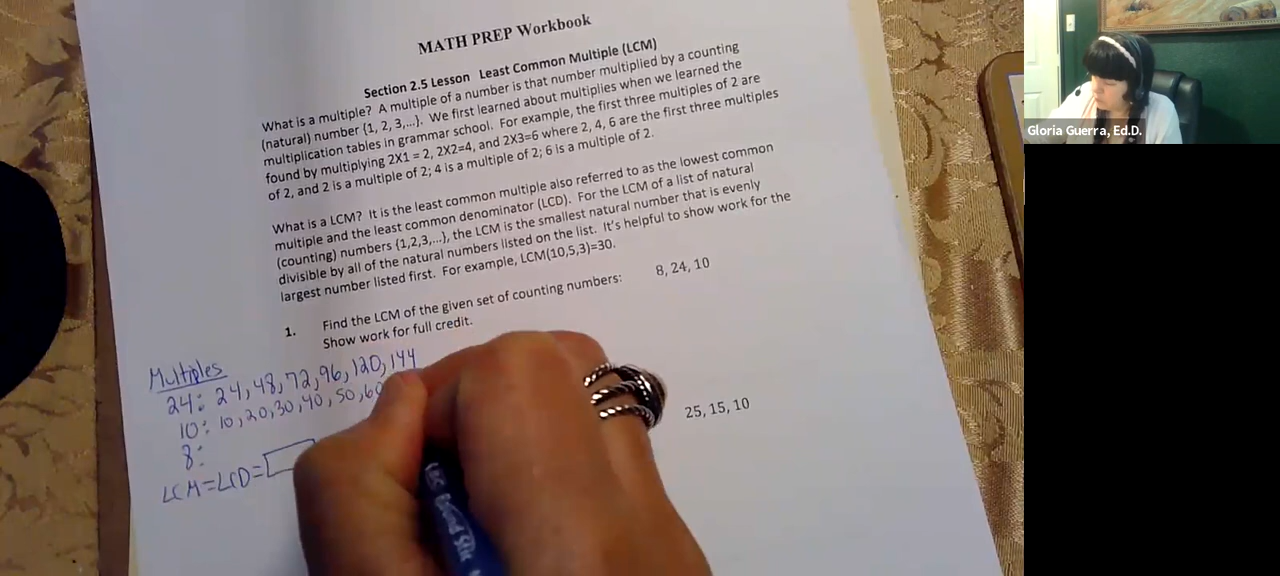 MATH PREP Workbook
Section 2.5 Lesson Least Common Multiple (LCM)
What is a multiple? A multiple of a number is that number multiplied by a counting
(natural) number {1, 2, 3,...}. We first learned about multiplies when we learned the
multiplication tables in grammar school. For example, the first three multiples of 2 are
found by multiplying 2X1 = 2, 2X2=4, and 2X3=6 where 2, 4, 6 are the first three multiples
of 2, and 2 is a multiple of 2; 4 is a multiple of 2; 6 is a multiple of 2.
What is a LCM? It is the least common multiple also referred to as the lowest common
multiple and the least common denominator (LCD). For the LCM of a list of natural
(counting) numbers {1,2,3,...}, the LCM is the smallest natural number that is evenly
divisible by all of the natural numbers listed on the list. It's helpful to show work for the
largest number listed first. For example, LCM(10,5,3)=30.
1. Find the LCM of the given set of counting numbers: 8, 24, 10
Show work for full credit.
Multiples
24: 24, 48, 72, 96, 120, 144
10: 10, 20, 30, 40, 50, 60
8:
LCM=LCD=
25, 15, 10
Gloria Guerra, Ed.D.